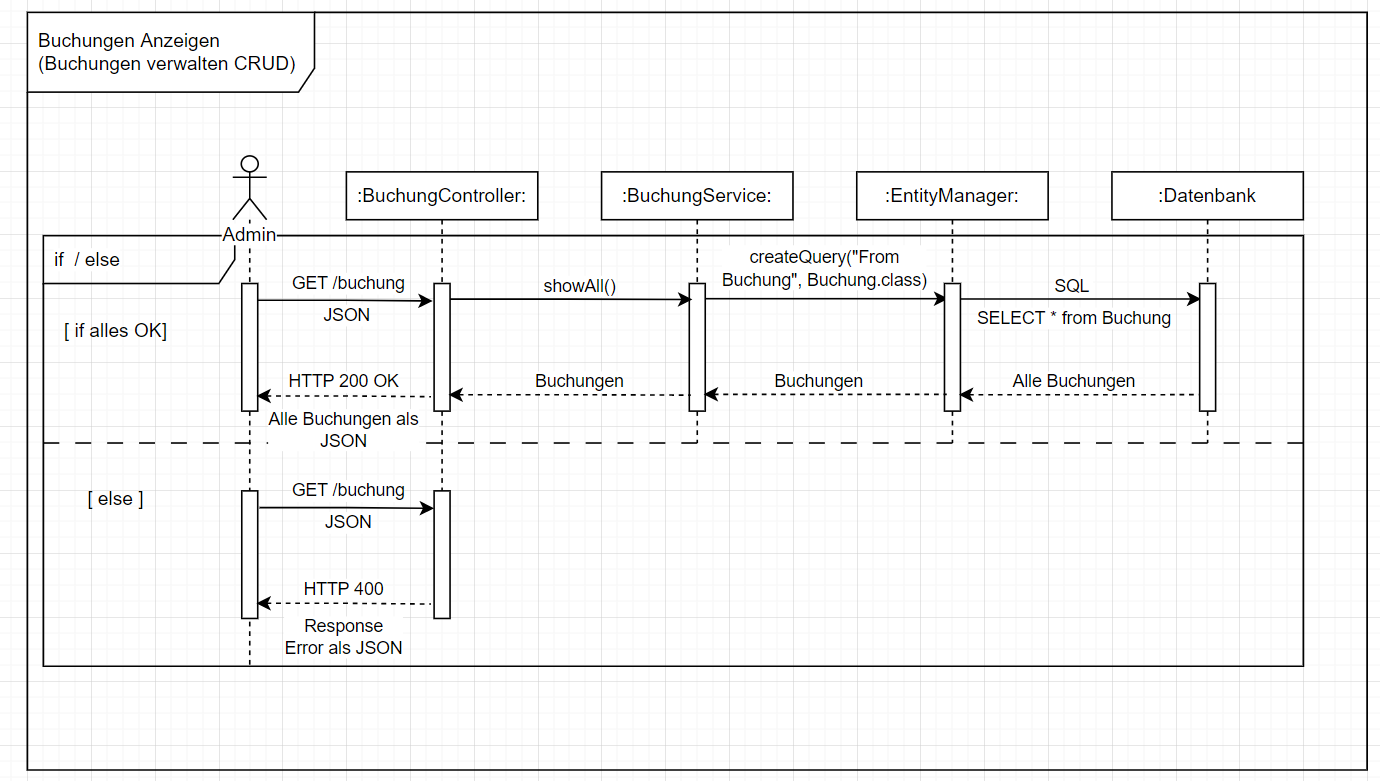 Buchungen Anzeigen
(Buchungen verwalten CRUD)
Admin
:BuchungController:
:BuchungService:
:EntityManager:
:Datenbank
if / else
[ if alles OK]
GET /buchung
JSON
showAll()
createQuery("From
Buchung", Buchung.class)
SQL
SELECT * from Buchung
HTTP 200 OK
Alle Buchungen als
JSON
Buchungen
Buchungen
Alle Buchungen
[ else ]
GET /buchung
JSON
HTTP 400
Response
Error als JSON